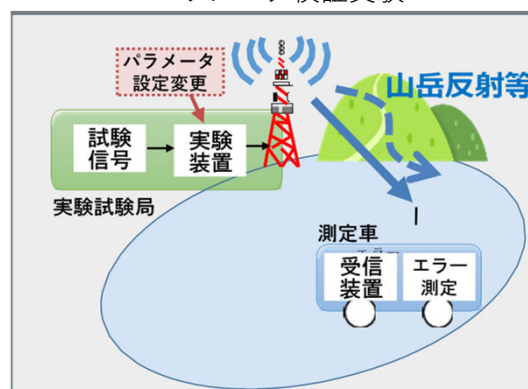 パラメータ
設定変更
山岳反射等
試験
信号
実験
装置
実験試験局
測定車
受信
装置
エラー
測定